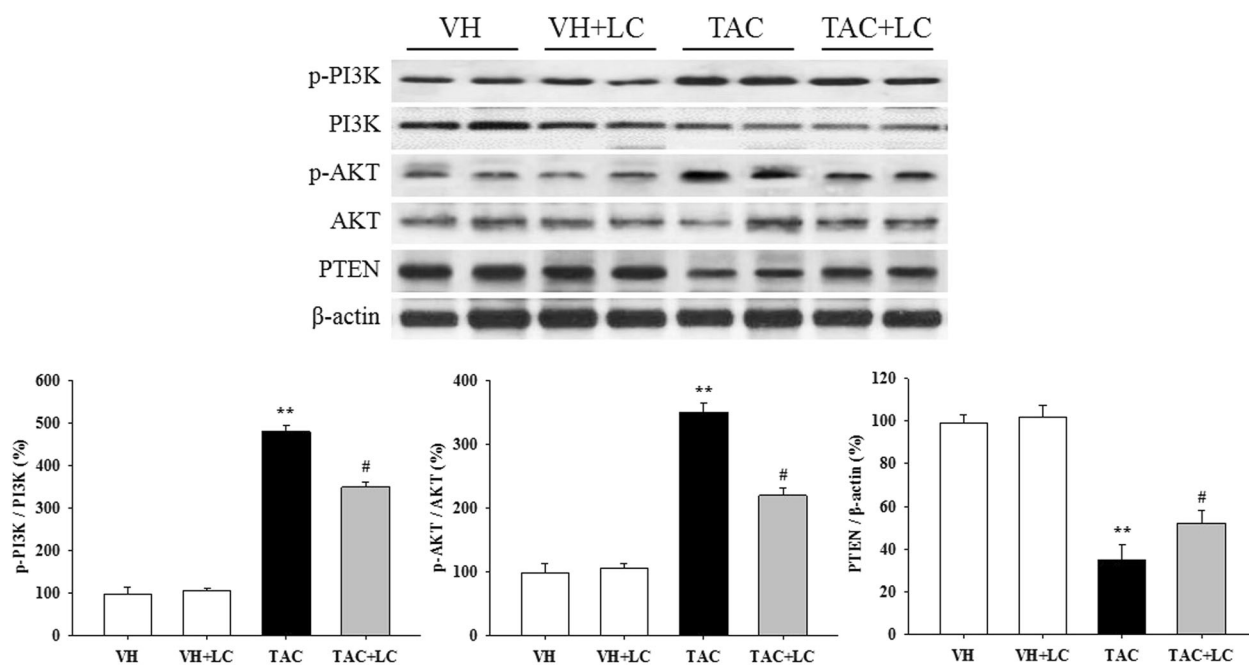 VH VH+LC TAC TAC+LC
p-PI3K
PI3K
p-AKT
AKT
PTEN
β-actin
p-PI3K / PI3K (%)
600
500
400
300
200
100
0
**
#
VH VH+LC TAC TAC+LC
p-AKT / AKT (%)
400
300
200
100
0
**
#
VH VH+LC TAC TAC+LC
PTEN / β-actin (%)
120
100
80
60
40
20
0
**
#
VH VH+LC TAC TAC+LC